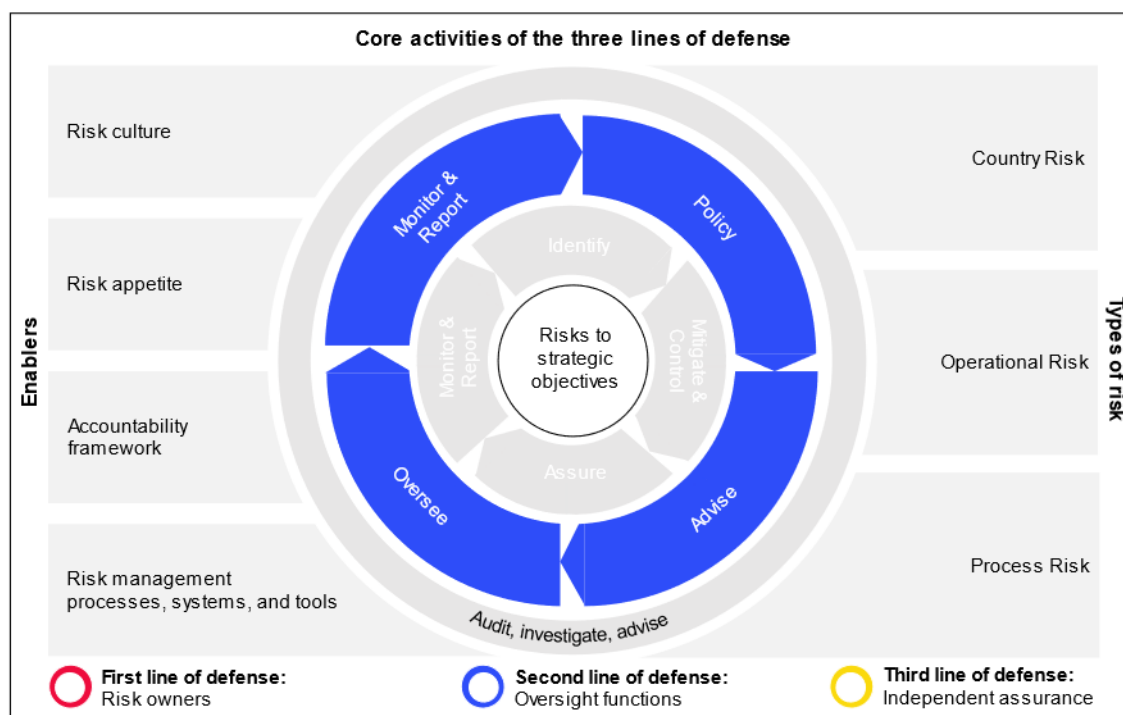 Core activities of the three lines of defense
Enablers
Risk culture
Risk appetite
Accountability
framework
Risk management
processes, systems, and tools
Monitor &
Report
Policy
Advise
Oversee
Identify
Mitigate &
Control
Assure
Monitor &
Report
Risks to
strategic
objectives
Audit, investigate, advise
Types of risk
Country Risk
Operational Risk
Process Risk
First line of defense:
Risk owners
Second line of defense:
Oversight functions
Third line of defense:
Independent assurance